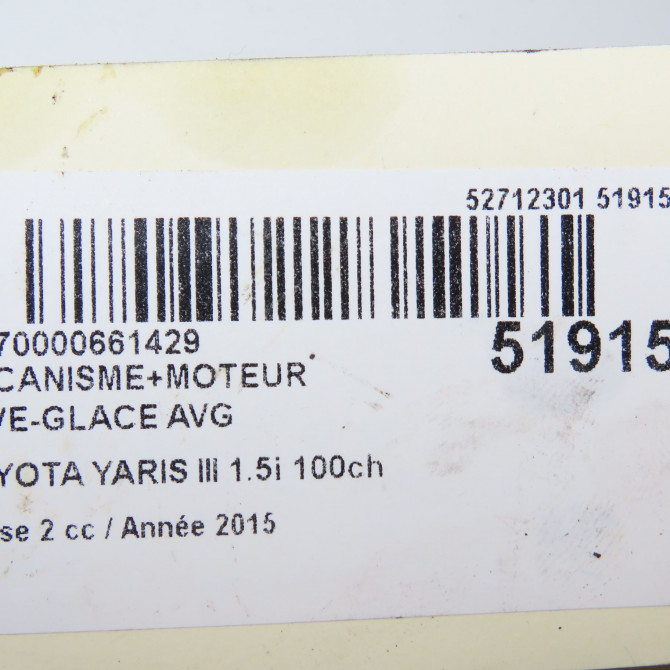 52712301 51915
70000661429
51915
CANISME+MOTEUR
VE-GLACE AVG
YOTA YARIS III 1.5i 100ch
se 2 cc / Année 2015